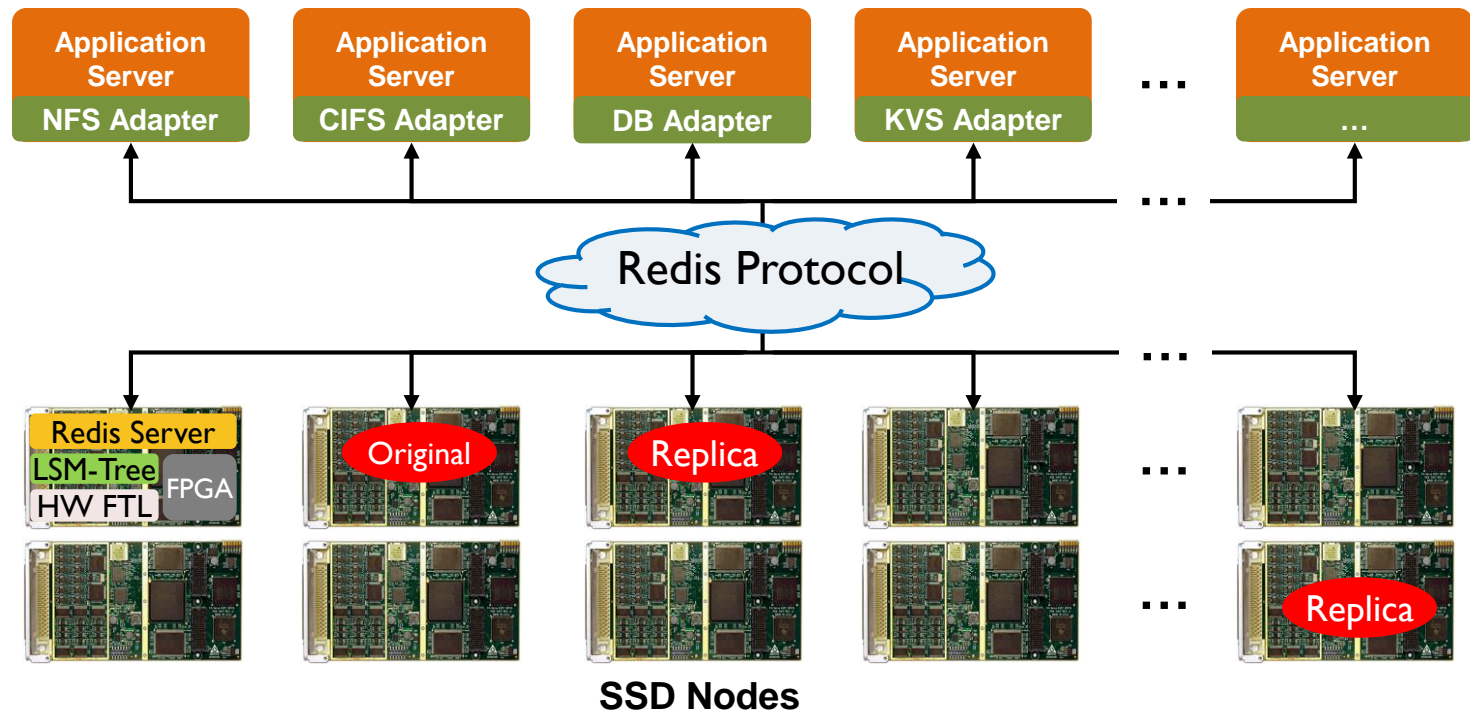 Application
Server
NFS Adapter
Application
Server
CIFS Adapter
Application
Server
DB Adapter
Application
Server
KVS Adapter
...
Application
Server
...
...
Redis Protocol
...
Redis Server
LSM-Tree
HW FTL
FPGA
Original
Replica
...
...
Replica
SSD Nodes